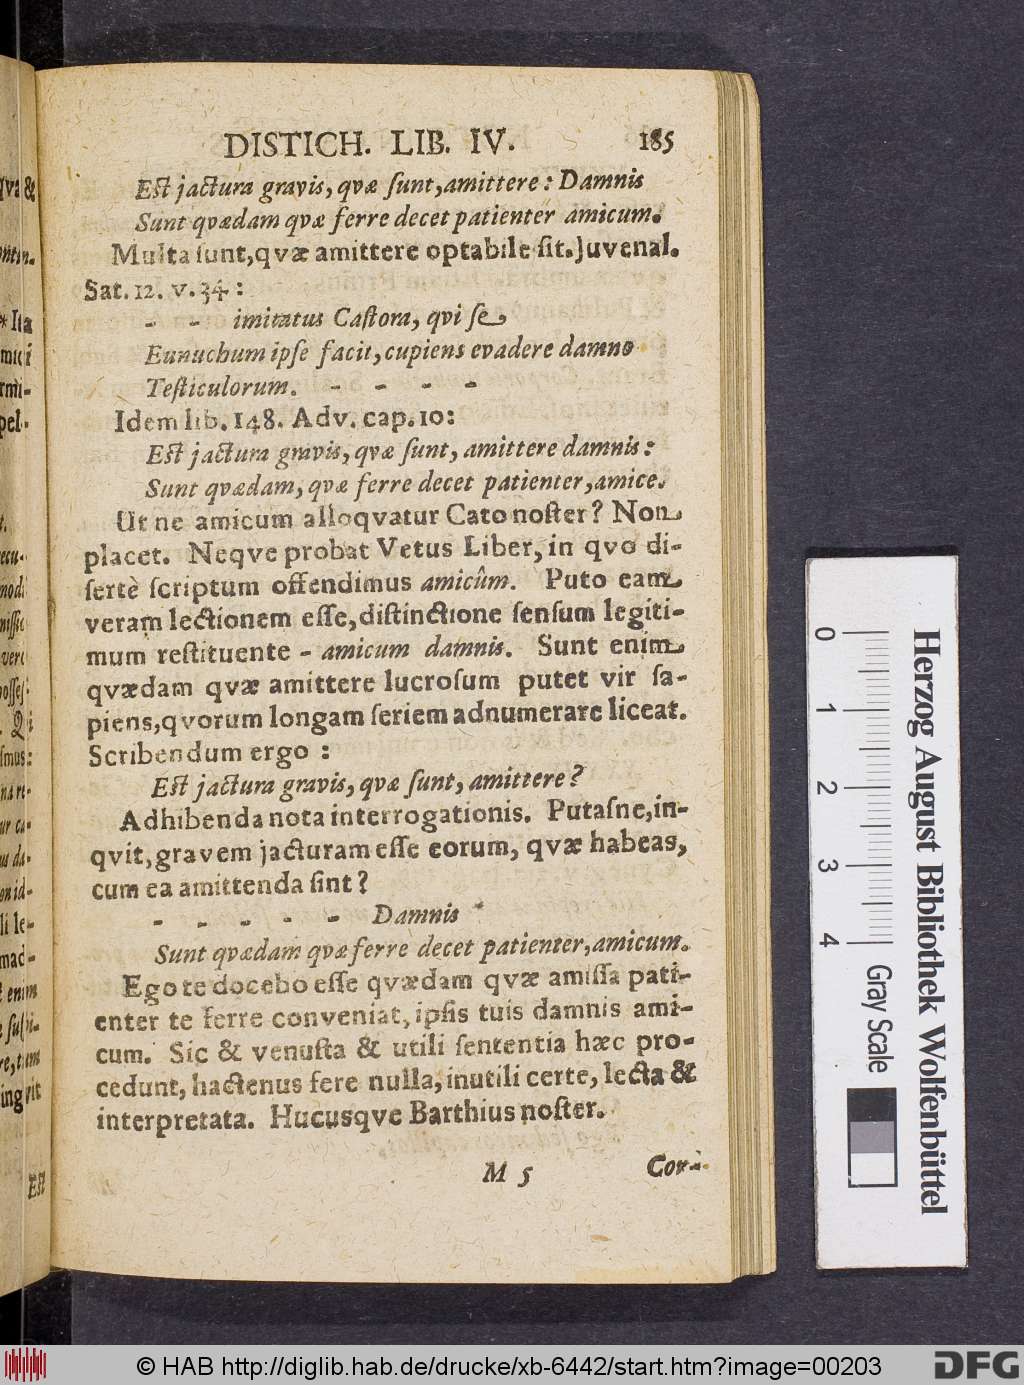 DISTICH. LIB. IV. 185
Est jactura gravis, qvæ sunt, amittere: Damnis
Sunt qvædam qvæ ferre decet patienter amicum.
Multa sunt, qvæ amittere optabile sit. Juvenal.
Sat. 12. v. 34:
- - imitatus Castora, qvi se
Eunuchum ipse facit, cupiens evadere damno
Testiculorum. - - - -
Idem lib. 148. Adv. cap. 10:
Est jactura gravis, qvæ sunt, amittere damnis:
Sunt qvædam, qvæ ferre decet patienter, amice.
Ut ne amicum alloqvatur Cato noster? Non
placet. Neqve probat Vetus Liber, in qvo di-
sertè scriptum offendimus amicûm. Puto eam
veram lectionem esse, distinctione sensum legiti-
mum restituente - amicum damnis. Sunt enim
qvædam qvæ amittere lucrosum putet vir sa-
piens, qvorum longam seriem adnumerare liceat.
Scribendum ergo:
Est jactura gravis, qvæ sunt, amittere?
Adhibenda nota interrogationis. Putasne, in-
qvit, gravem jacturam esse eorum, qvæ habeas,
cum ea amittenda sint?
- - - - - Damnis
Sunt qvædam qvæ ferre decet patienter, amicum.
Ego te docebo esse qvædam qvæ amissa pati-
enter te ferre conveniat, ipsis tuis damnis ami-
cum. Sic & venusta & utili sententia hæc pro-
cedunt, hactenus fere nulla, inutili certe, lecta &
interpretata. Hucusqve Barthius noster.
M 5 Cor-
0 1 2 3 4
Gray Scale
Herzog August Bibliothek Wolfenbüttel
© HAB http://diglib.hab.de/drucke/xb-6442/start.htm?image=00203
DFG